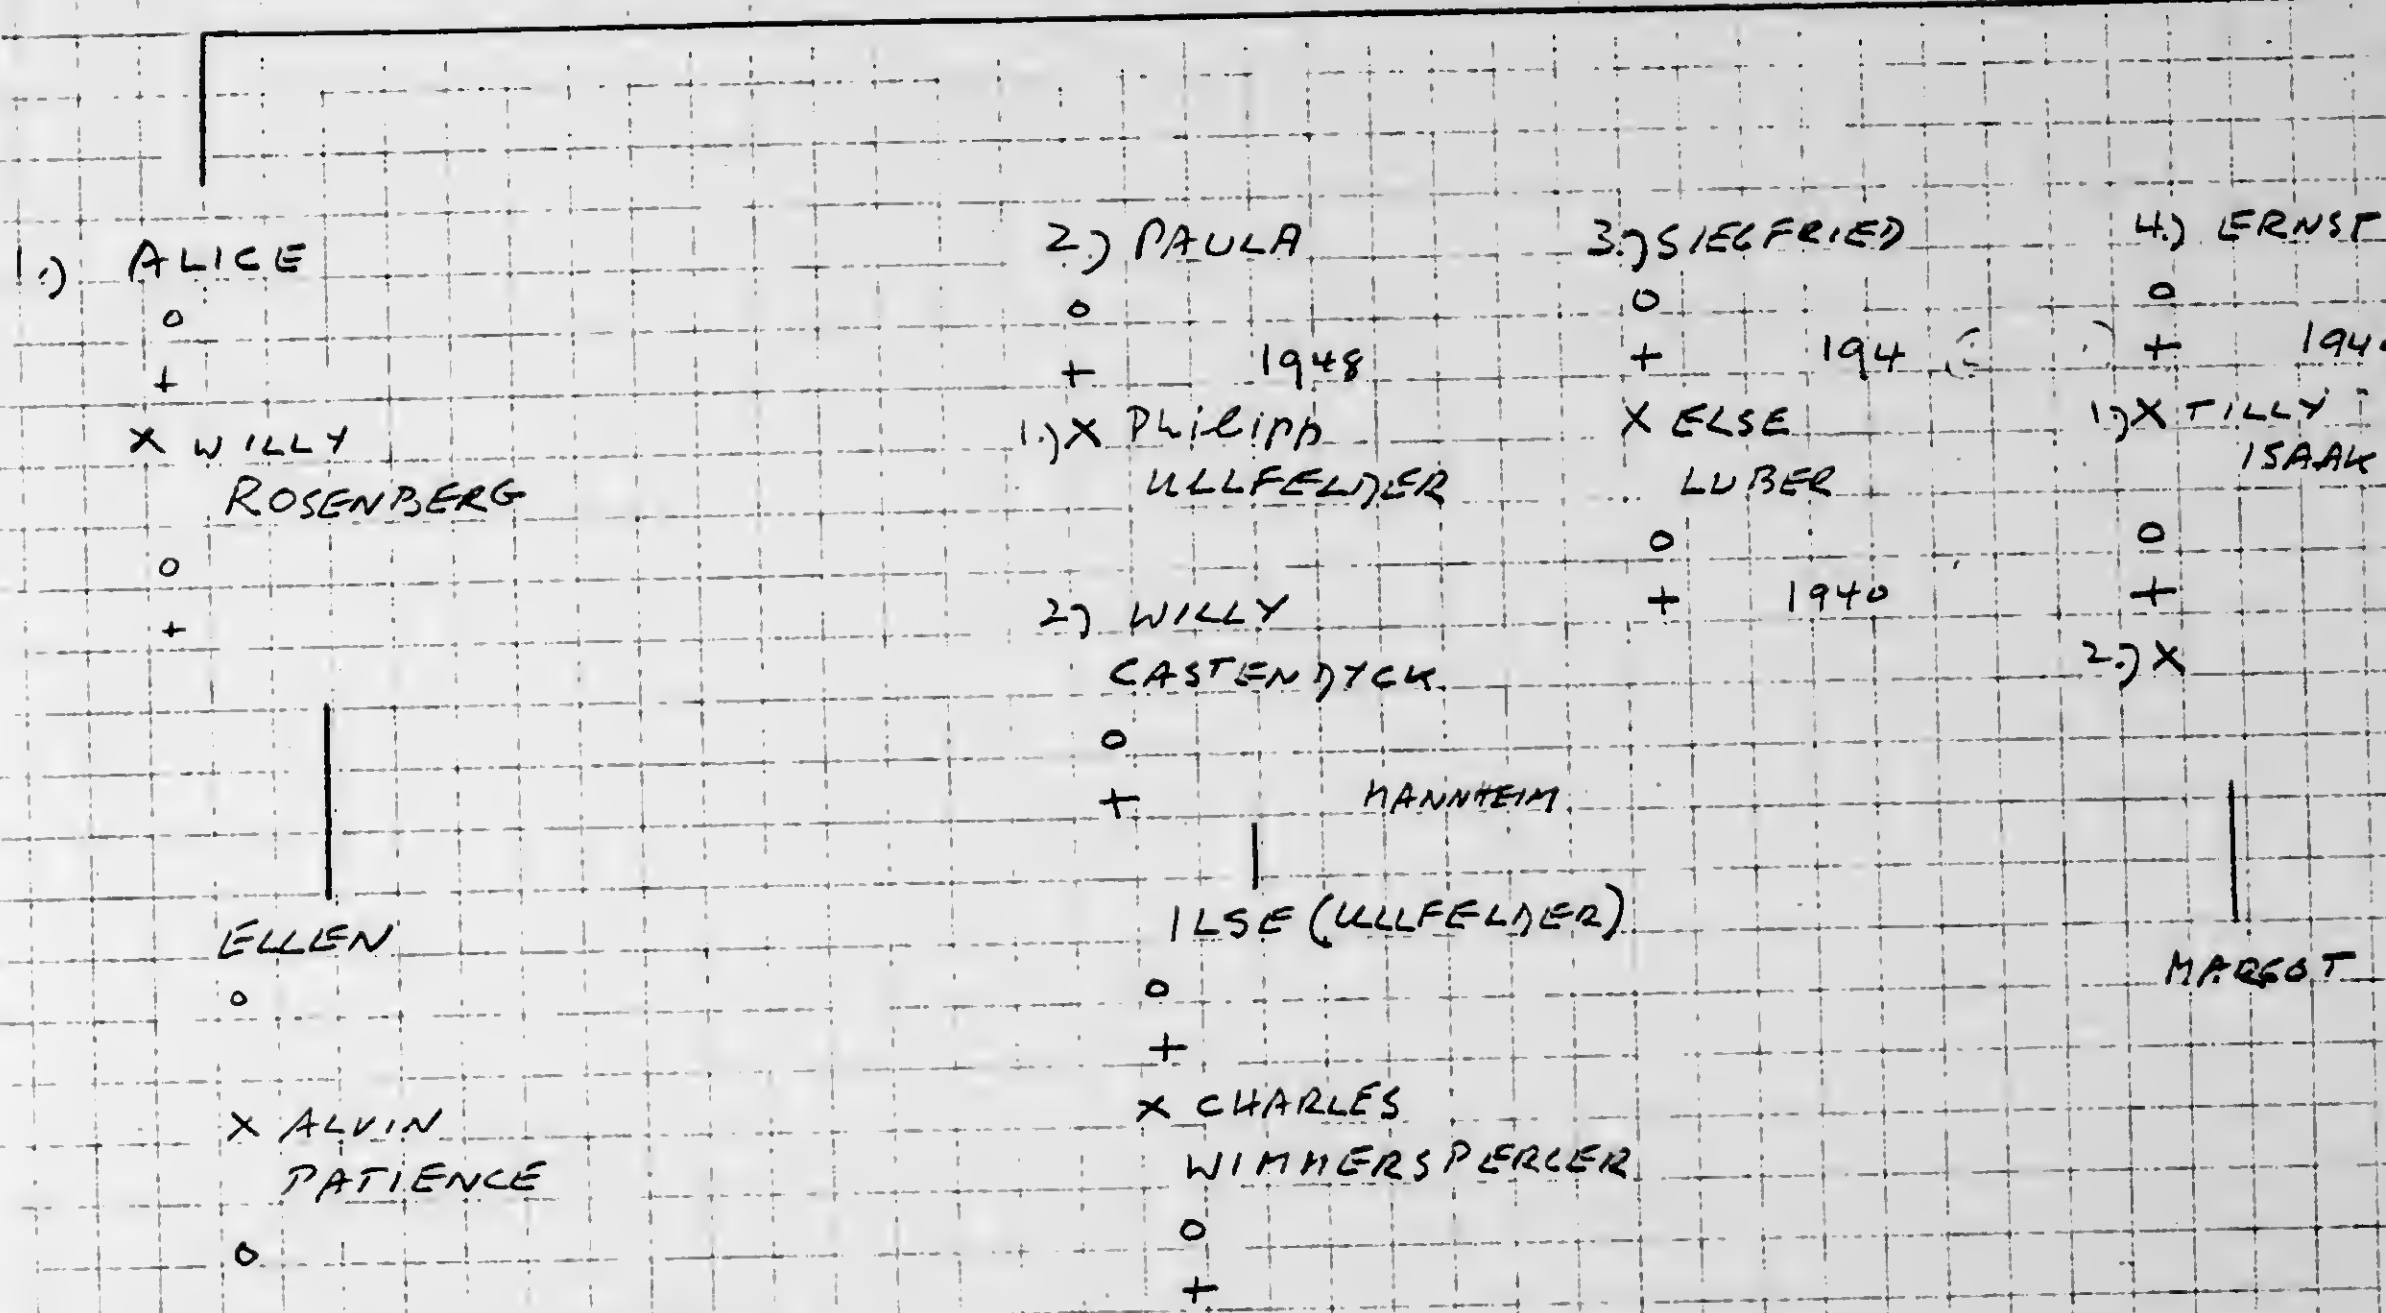 1.) ALICE
o
+
X WILLY
ROSENBERG
o
+
ELLEN
o
X ALVIN
PATIENCE
o
2.) PAULA
o
+ 1948
1.) X Philipp
ULLFELDER
2.) WILLY
CASTENDYCK
o
+ MANNHEIM
ILSE (ULLFELDER)
o
+
X CHARLES
WIMMERSPERGER
o
+
3.) SIEGFRIED
o
+ 194
X ELSE
LUBER
o
+ 1940
4.) ERNST
o
+
1.) X TILLY
ISAAK
o
+
2.) X
MARGOT